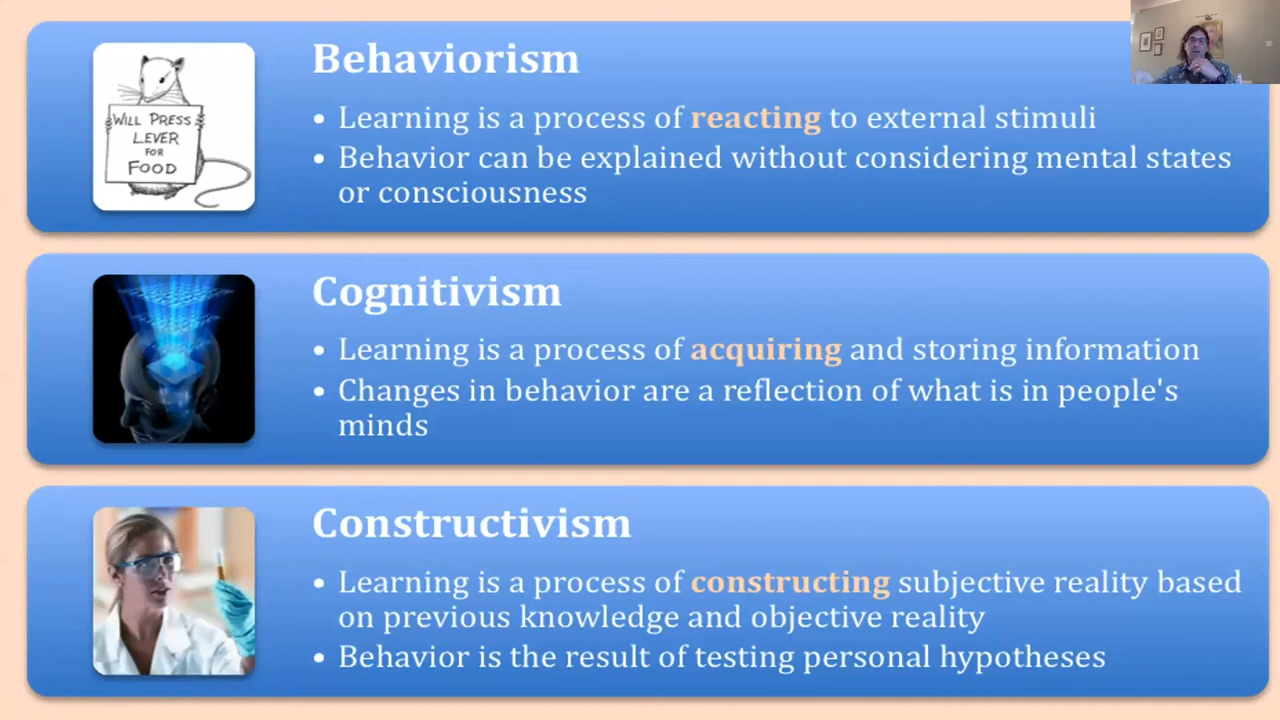 Behaviorism
WILL PRESS
LEVER
FOR
FOOD
• Learning is a process of reacting to external stimuli
• Behavior can be explained without considering mental states
or consciousness
Cognitivism
• Learning is a process of acquiring and storing information
• Changes in behavior are a reflection of what is in people's
minds
Constructivism
• Learning is a process of constructing subjective reality based
on previous knowledge and objective reality
• Behavior is the result of testing personal hypotheses